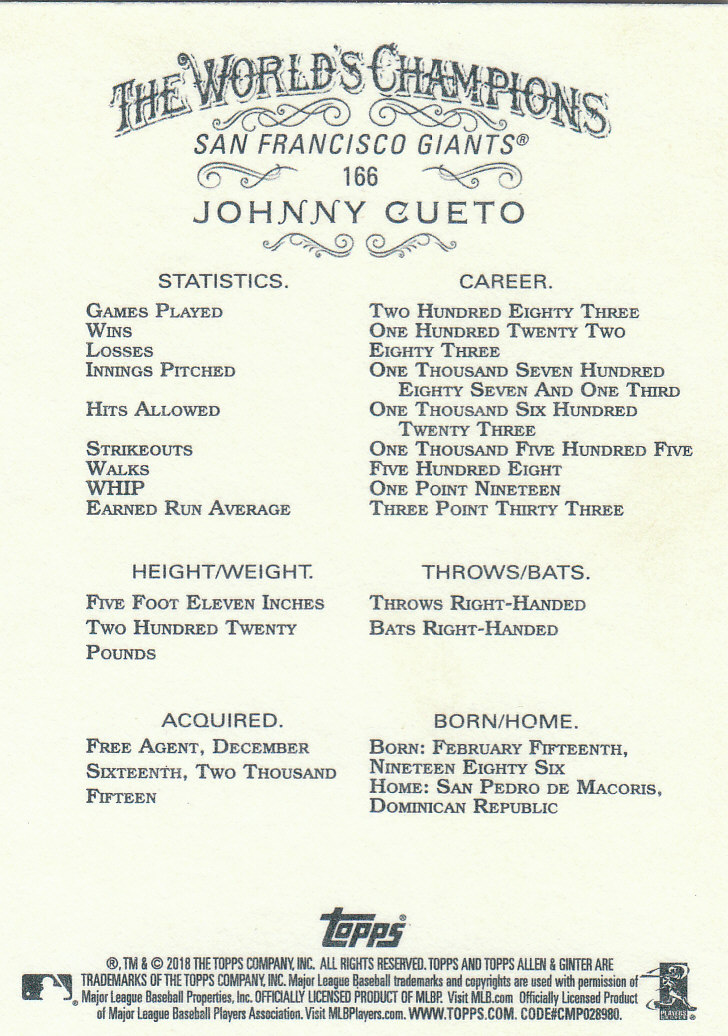 THE WORLD'S CHAMPIONS
SAN FRANCISCO GIANTS®
166
JOHNNY CUETO
STATISTICS. CAREER.
GAMES PLAYED TWO HUNDRED EIGHTY THREE
WINS ONE HUNDRED TWENTY TWO
LOSSES EIGHTY THREE
INNINGS PITCHED ONE THOUSAND SEVEN HUNDRED
EIGHTY SEVEN AND ONE THIRD
HITS ALLOWED ONE THOUSAND SIX HUNDRED
TWENTY THREE
STRIKEOUTS ONE THOUSAND FIVE HUNDRED FIVE
WALKS FIVE HUNDRED EIGHT
WHIP ONE POINT NINETEEN
EARNED RUN AVERAGE THREE POINT THIRTY THREE
HEIGHT/WEIGHT.
FIVE FOOT ELEVEN INCHES
TWO HUNDRED TWENTY
POUNDS
THROWS/BATS.
THROWS RIGHT-HANDED
BATS RIGHT-HANDED
ACQUIRED.
FREE AGENT, DECEMBER
SIXTEENTH, TWO THOUSAND
FIFTEEN
BORN/HOME.
BORN: FEBRUARY FIFTEENTH,
NINETEEN EIGHTY SIX
HOME: SAN PEDRO DE MACORIS,
DOMINICAN REPUBLIC
topps®
®, TM & © 2018 THE TOPPS COMPANY, INC. ALL RIGHTS RESERVED. TOPPS AND TOPPS ALLEN & GINTER ARE
TRADEMARKS OF THE TOPPS COMPANY, INC. Major League Baseball trademarks and copyrights are used with permission of
Major League Baseball Properties, Inc. OFFICIALLY LICENSED PRODUCT OF MLBP. Visit MLB.com Officially Licensed Product
of Major League Baseball Players Association. Visit MLBPlayers.com. WWW.TOPPS.COM. CODE#CMP028980.
PLAYERS